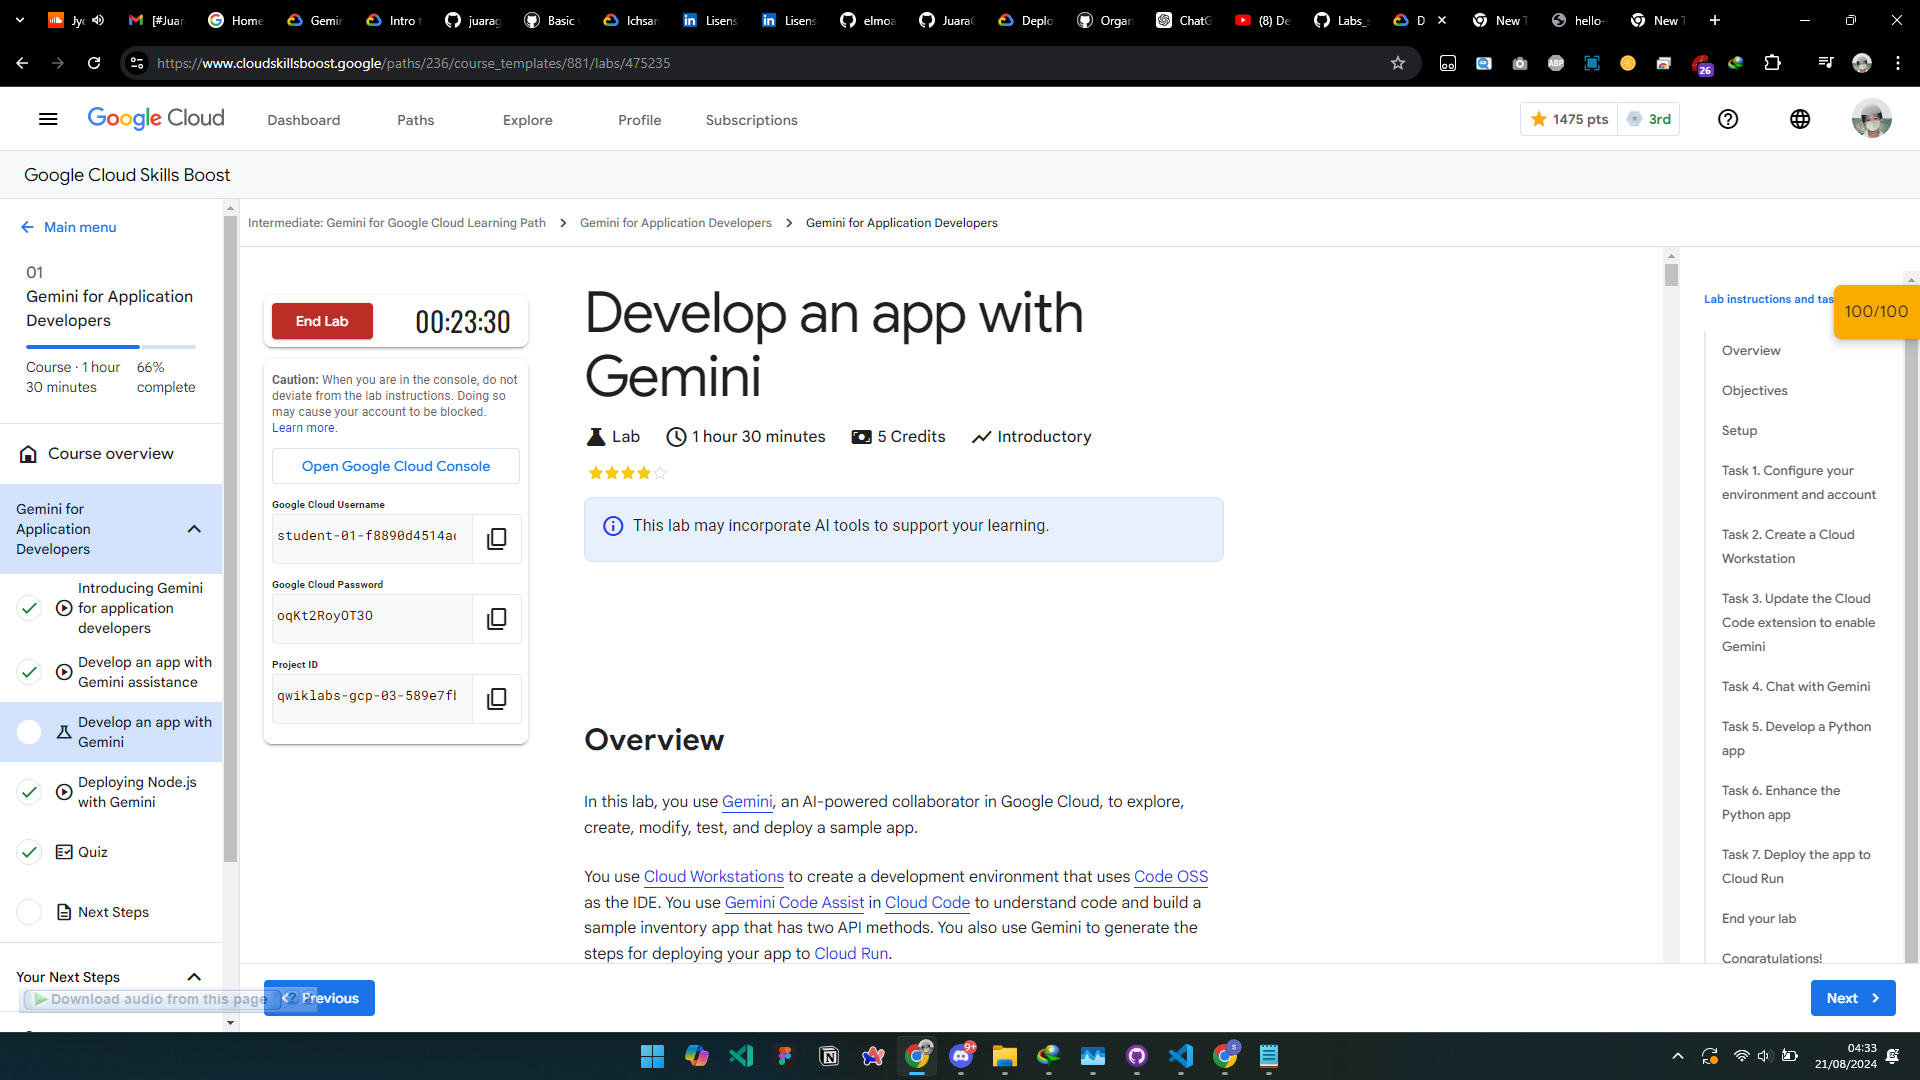 Jyo
[#Juar
Home
Gemir
Intro t
juarag
Basic
Ichsan
Lisens
Lisens
elmoa
JuaraG
Deplo
Organ
ChatG
(8) De
Labs_
D
New T
hello-
New T
https://www.cloudskillsboost.google/paths/236/course_templates/881/labs/475235
ABP
26
Google Cloud
Dashboard
Paths
Explore
Profile
Subscriptions
1475 pts
3rd
Google Cloud Skills Boost
Main menu
01
Gemini for Application
Developers
Course · 1 hour
30 minutes
66%
complete
Course overview
Gemini for
Application
Developers
Introducing Gemini
for application
developers
Develop an app with
Gemini assistance
Develop an app with
Gemini
Deploying Node.js
with Gemini
Quiz
Next Steps
Your Next Steps
Download audio from this page
Intermediate: Gemini for Google Cloud Learning Path
Gemini for Application Developers
Gemini for Application Developers
End Lab
00:23:30
Caution: When you are in the console, do not
deviate from the lab instructions. Doing so
may cause your account to be blocked.
Learn more.
Open Google Cloud Console
Google Cloud Username
student-01-f8890d4514ac
Google Cloud Password
oqKt2RoyOT3O
Project ID
qwiklabs-gcp-03-589e7fb
Develop an app with
Gemini
Lab
1 hour 30 minutes
5 Credits
Introductory
This lab may incorporate AI tools to support your learning.
Overview
In this lab, you use Gemini, an AI-powered collaborator in Google Cloud, to explore,
create, modify, test, and deploy a sample app.
You use Cloud Workstations to create a development environment that uses Code OSS
as the IDE. You use Gemini Code Assist in Cloud Code to understand code and build a
sample inventory app that has two API methods. You also use Gemini to generate the
steps for deploying your app to Cloud Run.
Previous
Next
Lab instructions and tas
100/100
Overview
Objectives
Setup
Task 1. Configure your
environment and account
Task 2. Create a Cloud
Workstation
Task 3. Update the Cloud
Code extension to enable
Gemini
Task 4. Chat with Gemini
Task 5. Develop a Python
app
Task 6. Enhance the
Python app
Task 7. Deploy the app to
Cloud Run
End your lab
Congratulations!
9+
S
04:33
21/08/2024